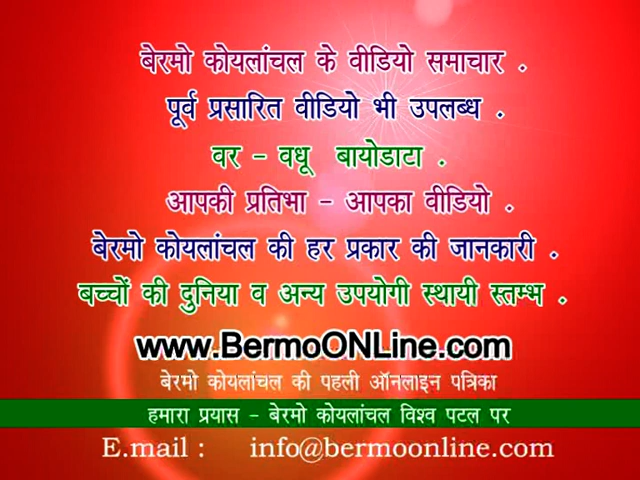 बेरमो कोयलांचल के वीडियो समाचार .
पूर्व प्रसारित वीडियो भी उपलब्ध .
वर - वधू बायोडाटा .
आपकी प्रतिभा - आपका वीडियो .
बेरमो कोयलांचल की हर प्रकार की जानकारी .
बच्चों की दुनिया व अन्य उपयोगी स्थायी स्तम्भ .
www.BermoONLine.com
बेरमो कोयलांचल की पहली ऑनलाइन पत्रिका
हमारा प्रयास - बेरमो कोयलांचल विश्व पटल पर
E.mail : info@bermoonline.com